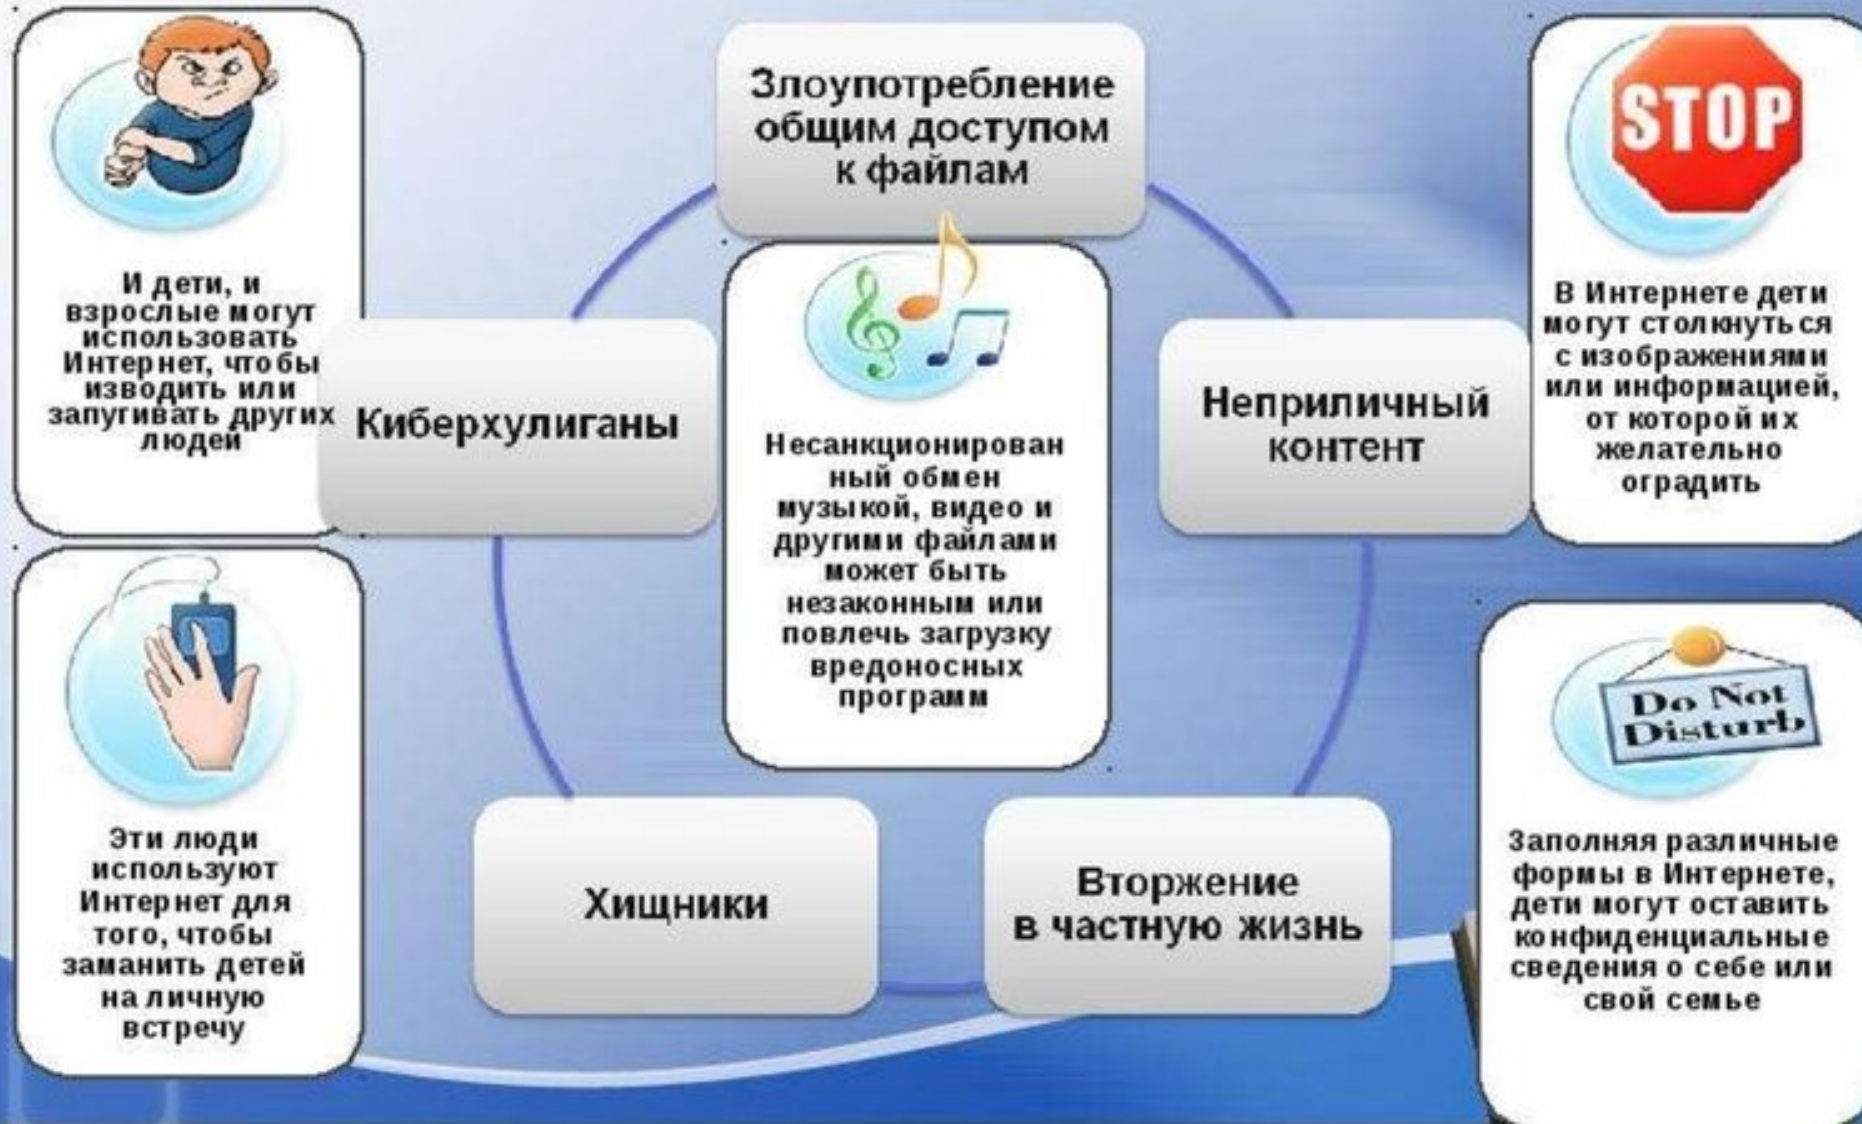 Злоупотребление
общим доступом
к файлам
И дети, и
взрослые могут
использовать
Интернет, чтобы
изводить или
запугивать других
людей
Киберхулиганы
Несанкционирован
ный обмен
музыкой, видео и
другими файлами
может быть
незаконным или
повлечь загрузку
вредоносных
программ
Неприличный
контент
STOP
В Интернете дети
могут столкнуться
с изображениями
или информацией,
от которой их
желательно
оградить
Эти люди
используют
Интернет для
того, чтобы
заманить детей
на личную
встречу
Хищники
Вторжение
в частную жизнь
Do Not
Disturb
Заполняя различные
формы в Интернете,
дети могут оставить
конфиденциальные
сведения о себе или
свой семье